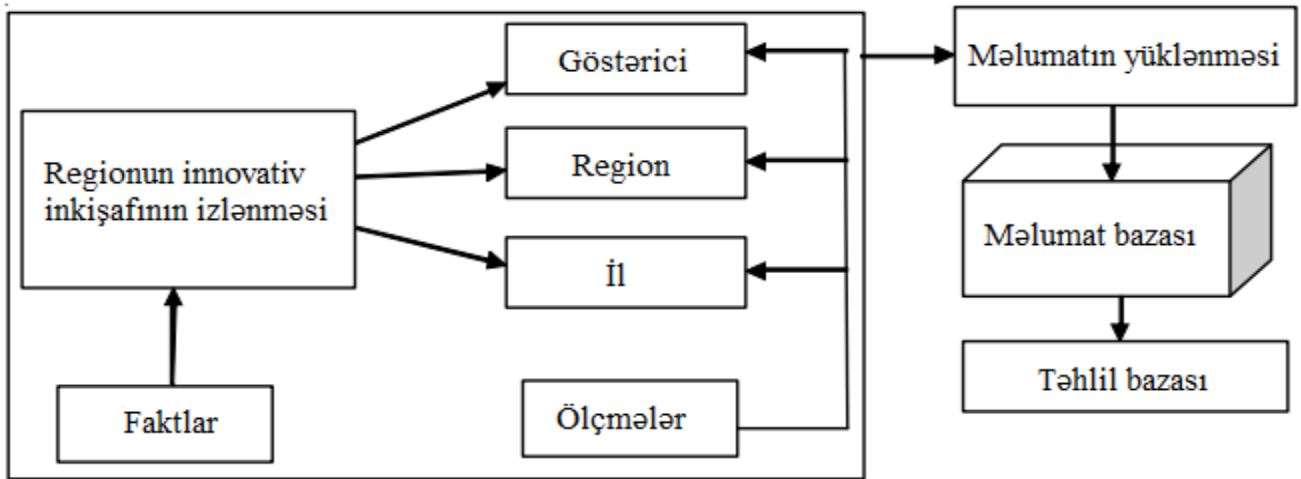 Göstərici
Məlumatın yüklənməsi
Regionun innovativ
inkişafının izlənməsi
Region
Məlumat bazası
İl
Təhlil bazası
Faktlar
Ölçmələr